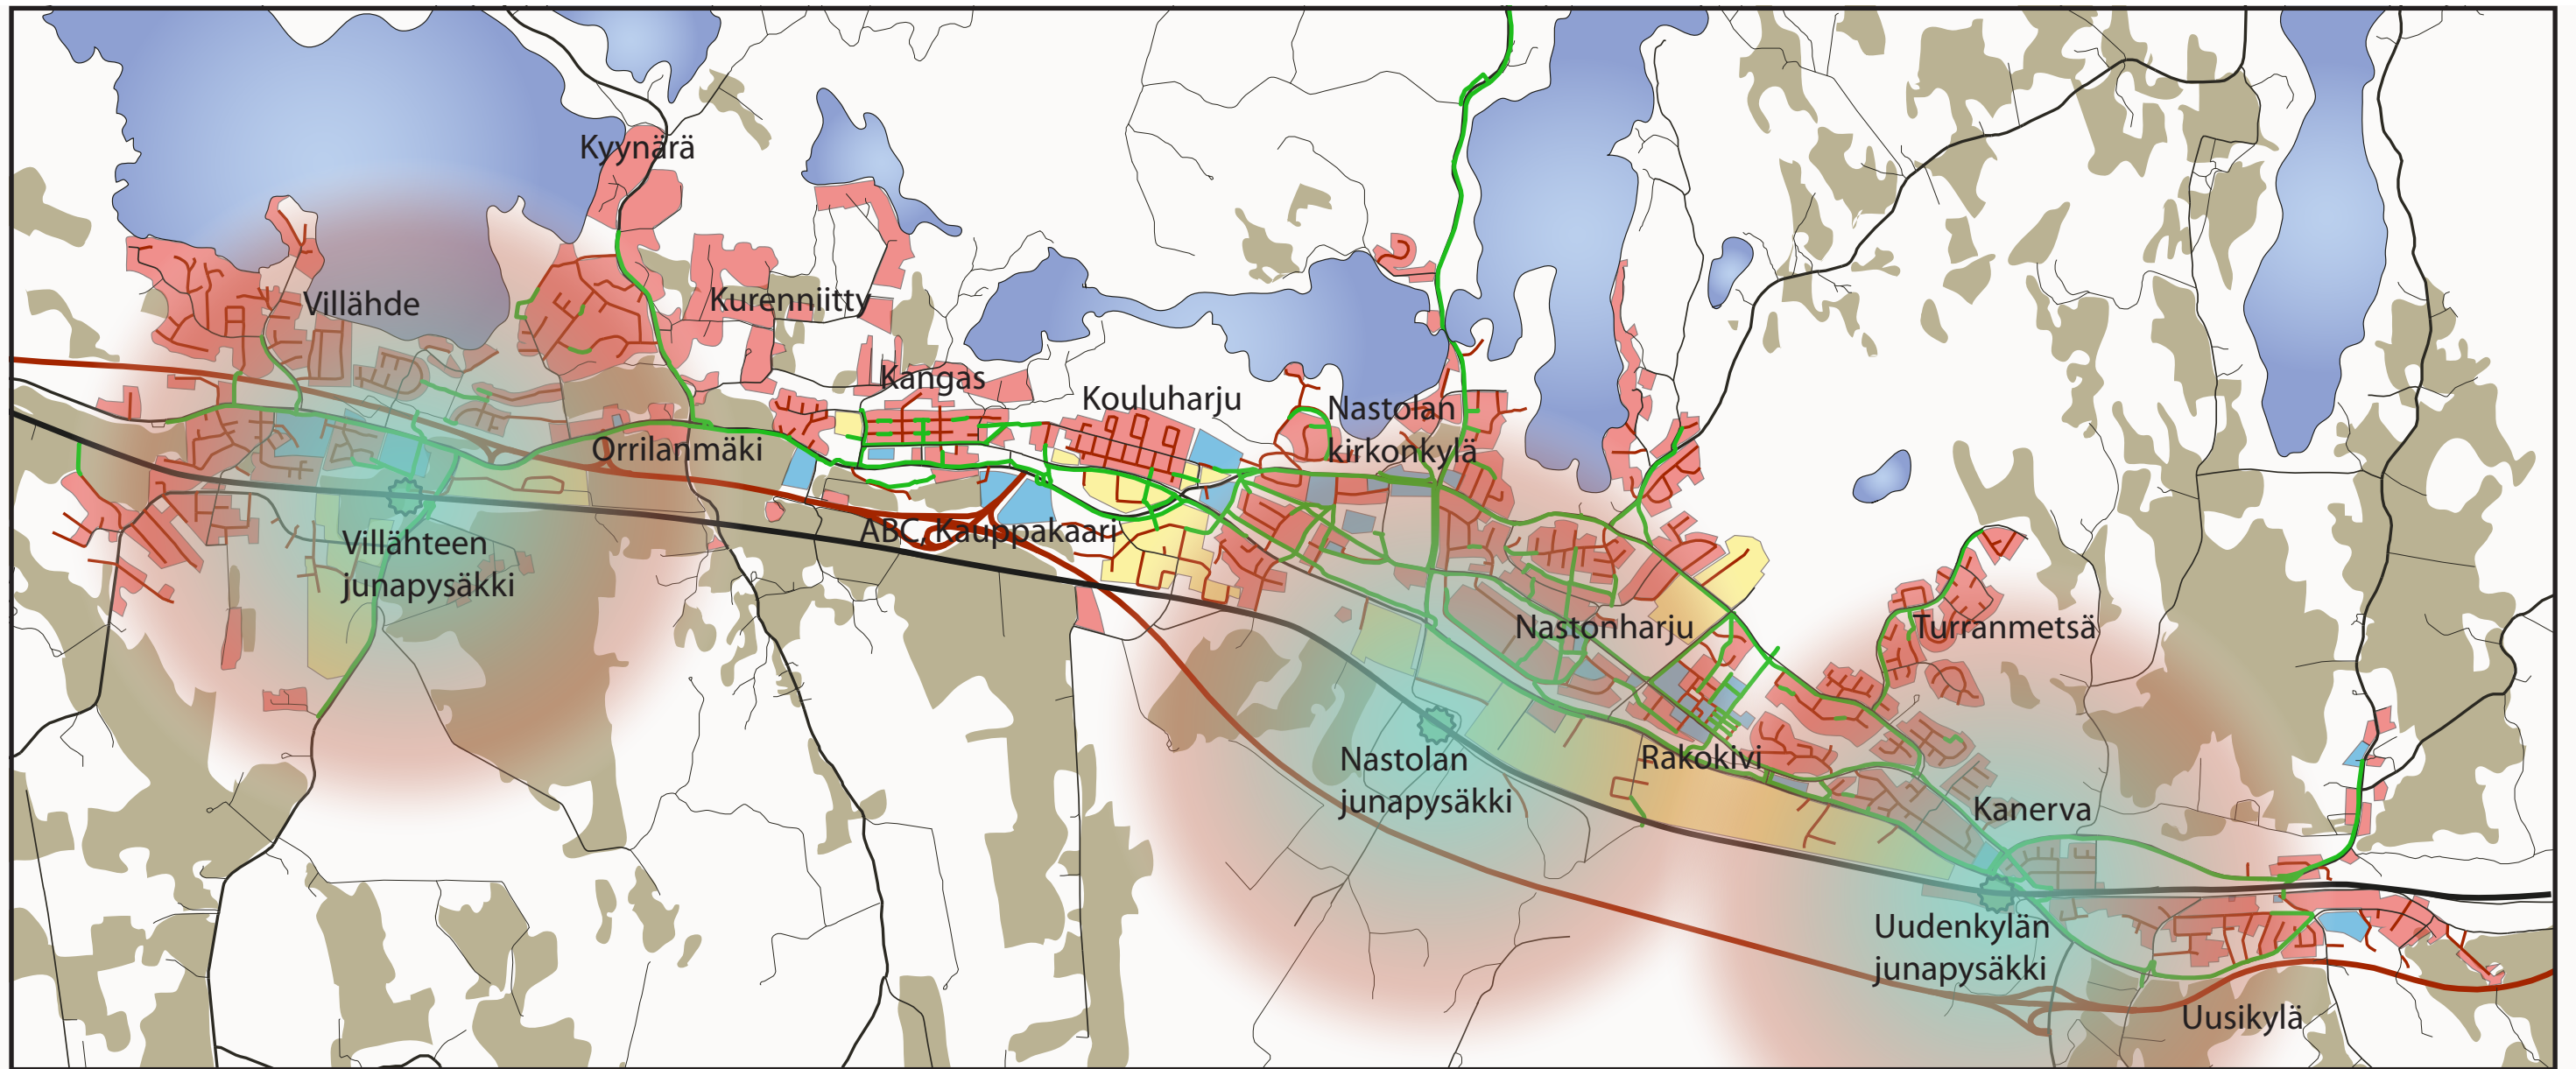 Kyynärä
Villähde
Kurenniitty
Kangas
Kouluharju
Nastolan
kirkonkylä
Orrilanmäki
ABC, Kauppakaari
Villähteen
junapysäkki
Nastonharju
Turranmetsä
Nastolan
junapysäkki
Rakokivi
Kanerva
Uudenkylän
junapysäkki
Uusikylä